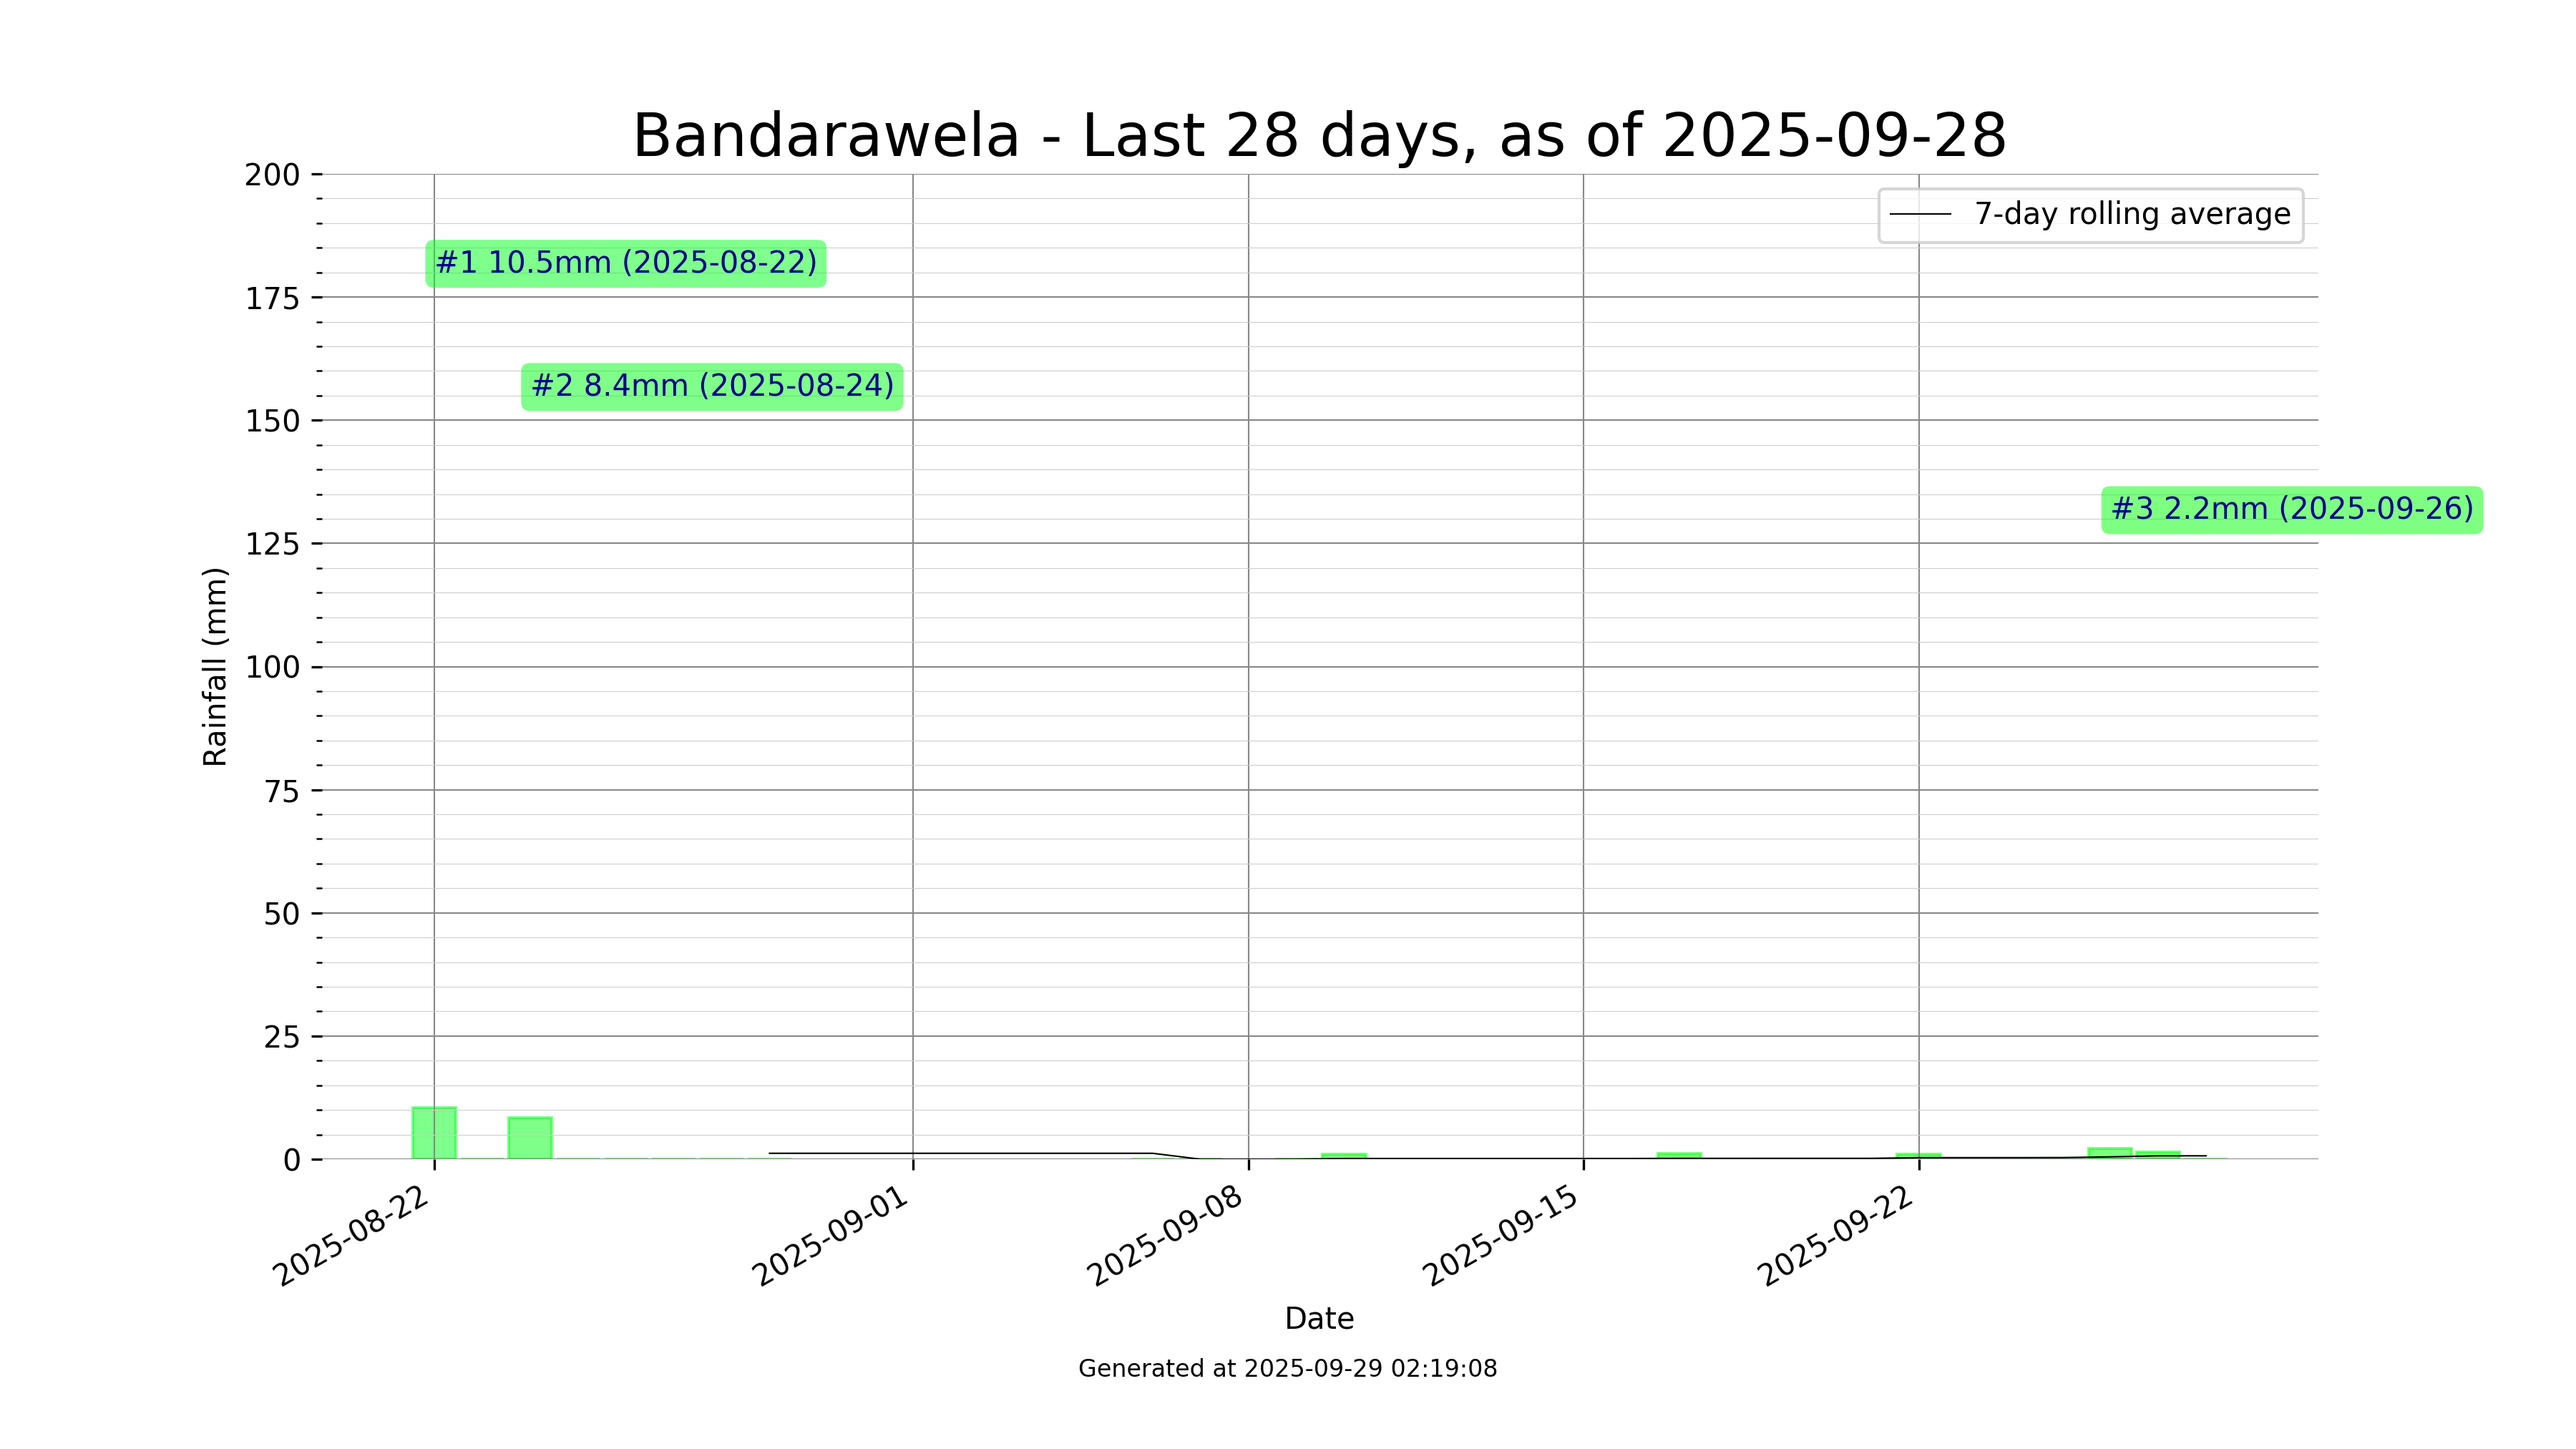 Bandarawela - Last 28 days, as of 2025-09-28
200
175
150
125
100
75
50
25
0
Rainfall (mm)
7-day rolling average
#1 10.5mm (2025-08-22)
#2 8.4mm (2025-08-24)
#3 2.2mm (2025-09-26)
2025-08-22
2025-09-01
2025-09-08
2025-09-15
2025-09-22
Date
Generated at 2025-09-29 02:19:08